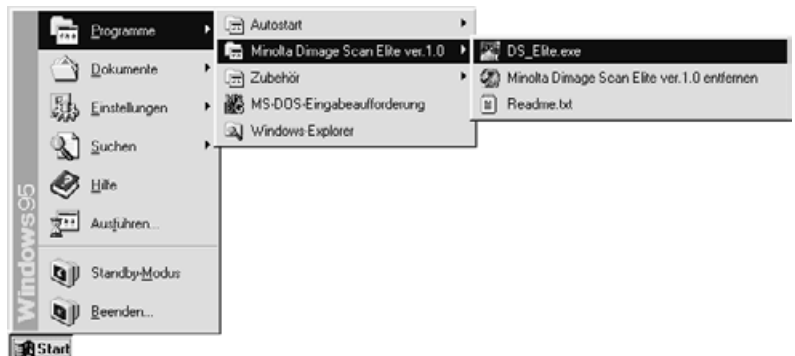 Programme
Dokumente
Einstellungen
Suchen
Hilfe
Ausführen...
Standby-Modus
Beenden...
Windows95
Start
Autostart
Minolta Dimage Scan Elite ver.1.0
Zubehör
MS-DOS-Eingabeaufforderung
Windows-Explorer
DS_Elite.exe
Minolta Dimage Scan Elite ver.1.0 entfernen
Readme.txt